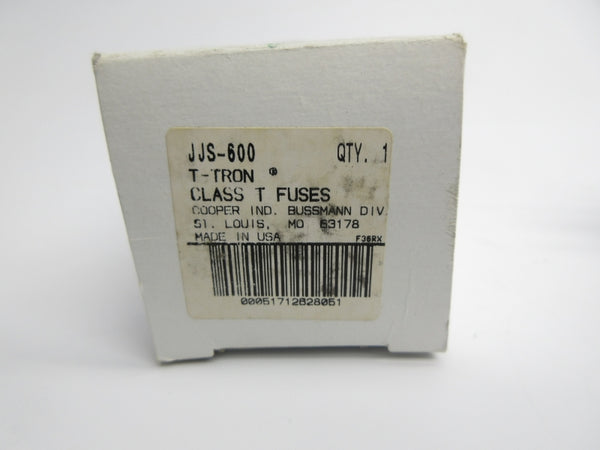 JJS-600 QTY. 1
T-TRON ®
CLASS T FUSES
COOPER IND. BUSSMANN DIV.
ST. LOUIS, MO 63178
MADE IN USA F36RX
00051712828051